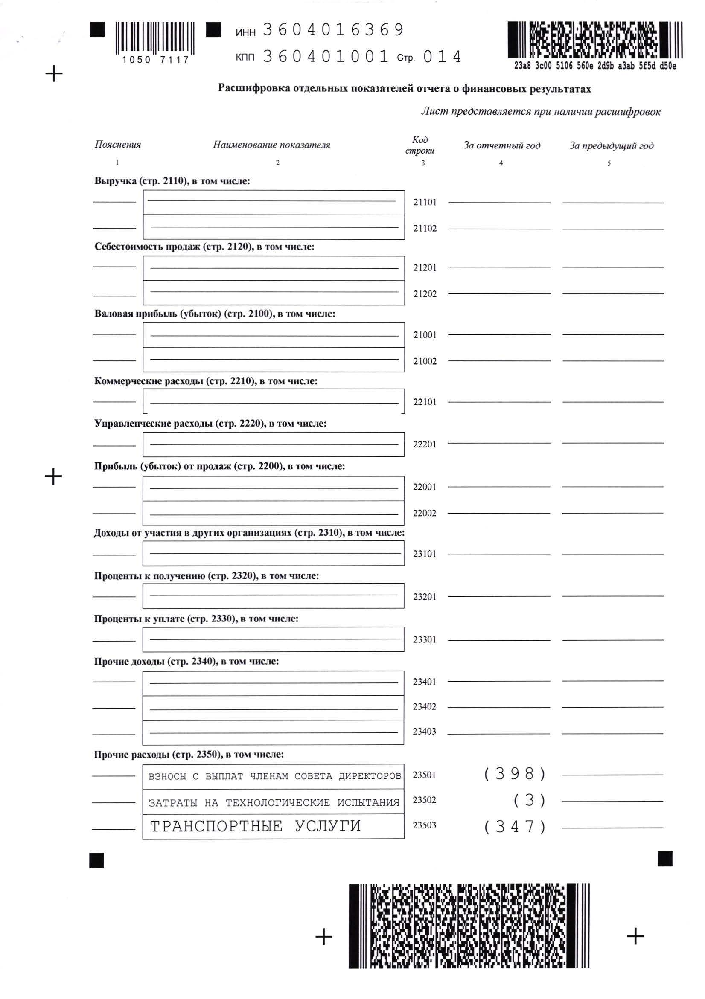 ИНН 3604016369
1050 7117
КПП 360401001 Стр. 014
23a8 3c00 5106 560e 2d9b a3ab 5f5d d50e
Расшифровка отдельных показателей отчета о финансовых результатах
Лист представляется при наличии расшифровок
Пояснения Наименование показателя Код строки За отчетный год За предыдущий год
1 2 3 4 5
Выручка (стр. 2110), в том числе:
21101
21102
Себестоимость продаж (стр. 2120), в том числе:
21201
21202
Валовая прибыль (убыток) (стр. 2100), в том числе:
21001
21002
Коммерческие расходы (стр. 2210), в том числе:
22101
Управленческие расходы (стр. 2220), в том числе:
22201
Прибыль (убыток) от продаж (стр. 2200), в том числе:
22001
22002
Доходы от участия в других организациях (стр. 2310), в том числе:
23101
Проценты к получению (стр. 2320), в том числе:
23201
Проценты к уплате (стр. 2330), в том числе:
23301
Прочие доходы (стр. 2340), в том числе:
23401
23402
23403
Прочие расходы (стр. 2350), в том числе:
ВЗНОСЫ С ВЫПЛАТ ЧЛЕНАМ СОВЕТА ДИРЕКТОРОВ 23501 (398)
ЗАТРАТЫ НА ТЕХНОЛОГИЧЕСКИЕ ИСПЫТАНИЯ 23502 (3)
ТРАНСПОРТНЫЕ УСЛУГИ 23503 (347)